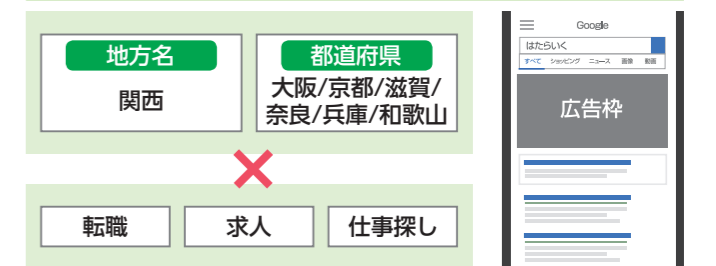 地方名
関西
都道府県
大阪/京都/滋賀/
奈良/兵庫/和歌山
転職
求人
仕事探し
Google
はたらいく
すべて ショッピング ニュース 画像 動画
広告枠